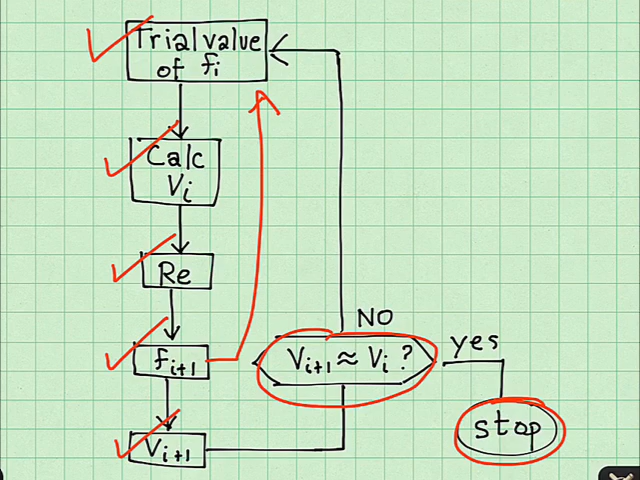 Trial value
of fi
Calc
Vi
Re
fi+1
Vi+1
Vi+1 ≈ Vi ?
NO
yes
stop